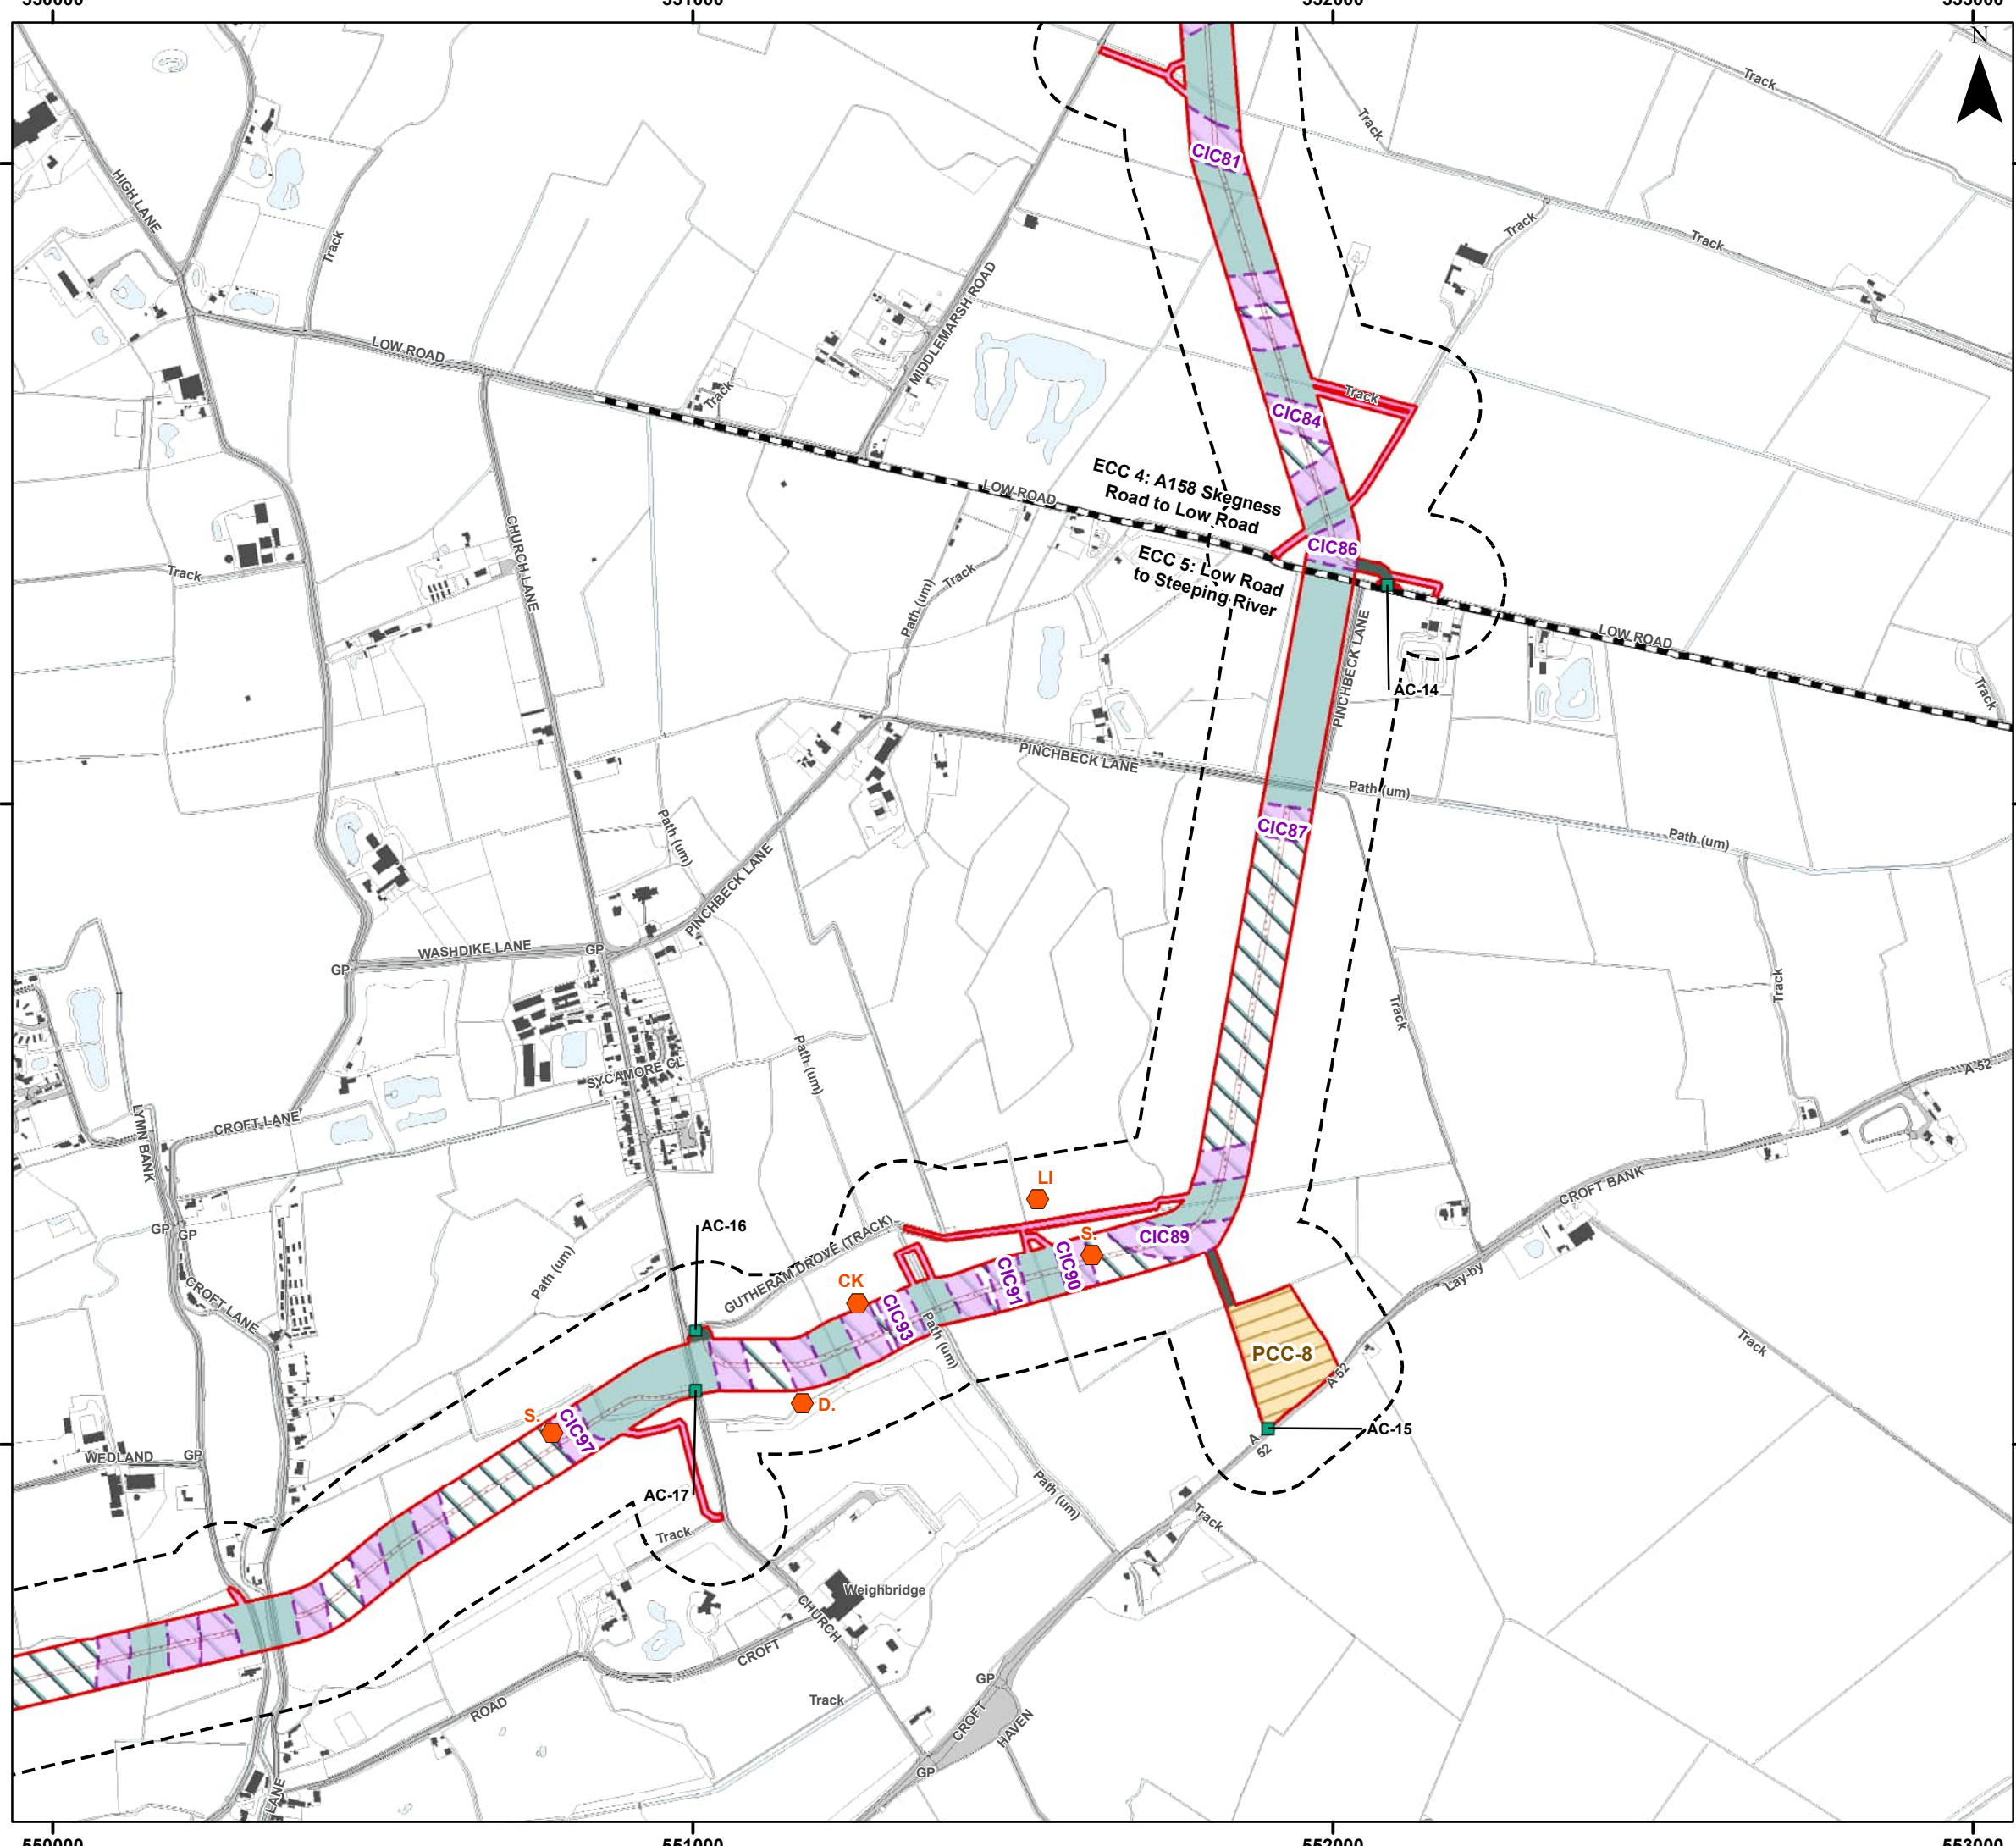 550000
551000
552000
553000
N
Track
Track
CIC81
HIGH LANE
Track
Track
Track
MIDDLEMARSH ROAD
LOW ROAD
Track
Track
CIC84
ECC 4: A158 Skegness
Road to Low Road
LOW ROAD
CHURCH LANE
CIC86
ECC 5: Low Road
to Steeping River
Track
Track
Path (um)
PINCHBECK LANE
LOW ROAD
AC-14
Track
PINCHBECK LANE
Path (um)
CIC87
Path (um)
Path (um)
PINCHBECK LANE
WASHDIKE LANE
GP
GP
Track
Track
Path (um)
SYCAMORE CL
A 52
CROFT LANE
LYMN BANK
LI
CROFT BANK
AC-16
GP
GP
GUTHERAM DROVE (TRACK)
S.
CIC89
CIC90
CIC91
Path (um)
Lay-by
CROFT LANE
CK
CIC93
Path (um)
PCC-8
Track
A 52
D.
S.
CIC97
AC-15
A
52
WEDLAND
GP
AC-17
Path (um)
Track
Track
Weighbridge
CHURCH
CROFT
GP
Track
ROAD
CROFT
HAVEN
GP
LANE
550000
551000
552000
553000